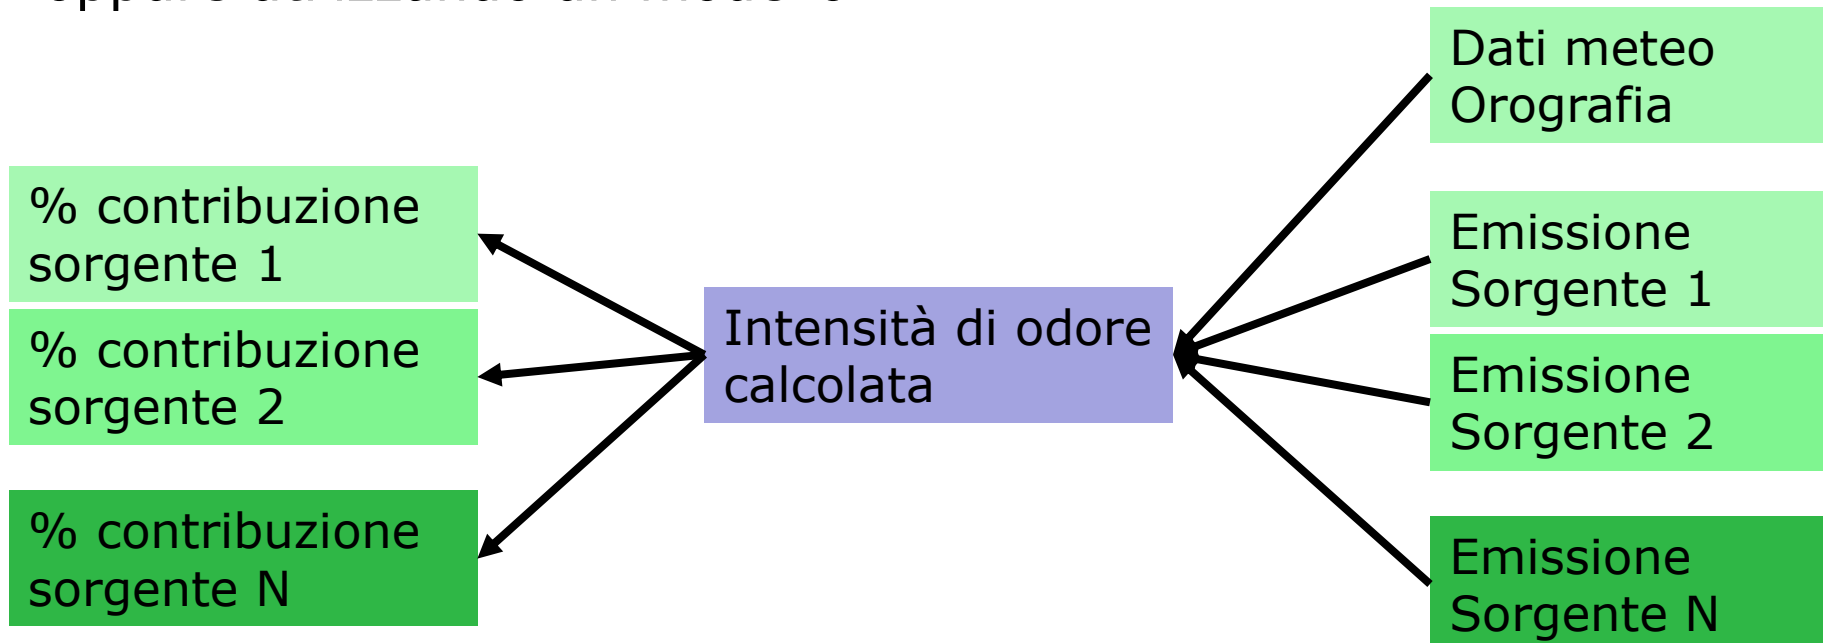 Dati meteo
Orografia
% contribuzione
sorgente 1
Emissione
Sorgente 1
Intensità di odore
calcolata
% contribuzione
sorgente 2
Emissione
Sorgente 2
% contribuzione
sorgente N
Emissione
Sorgente N